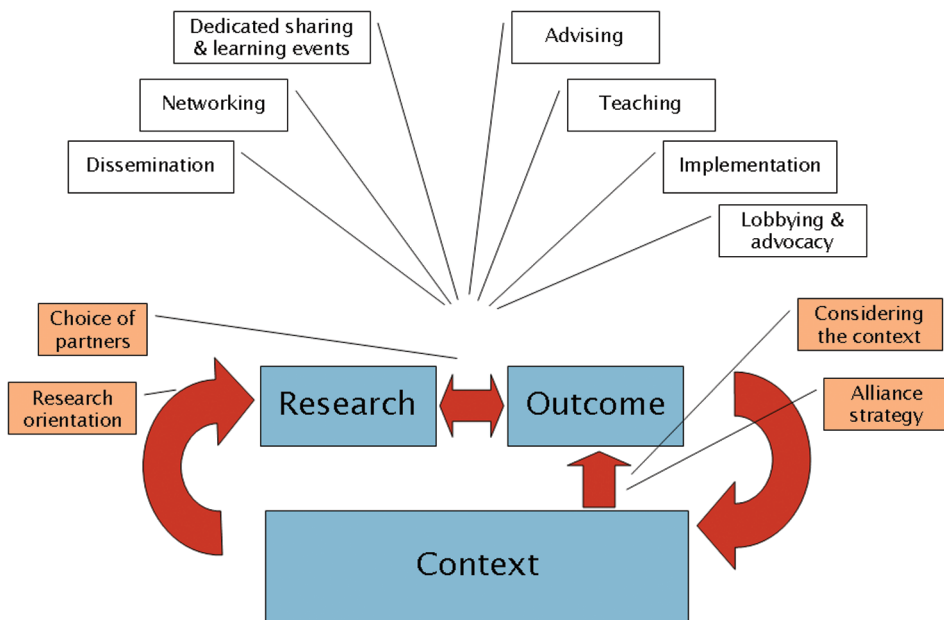 Dedicated sharing
& learning events
Advising
Networking
Teaching
Dissemination
Implementation
Lobbying &
advocacy
Choice of
partners
Considering
the context
Research
orientation
Research
Outcome
Alliance
strategy
Context